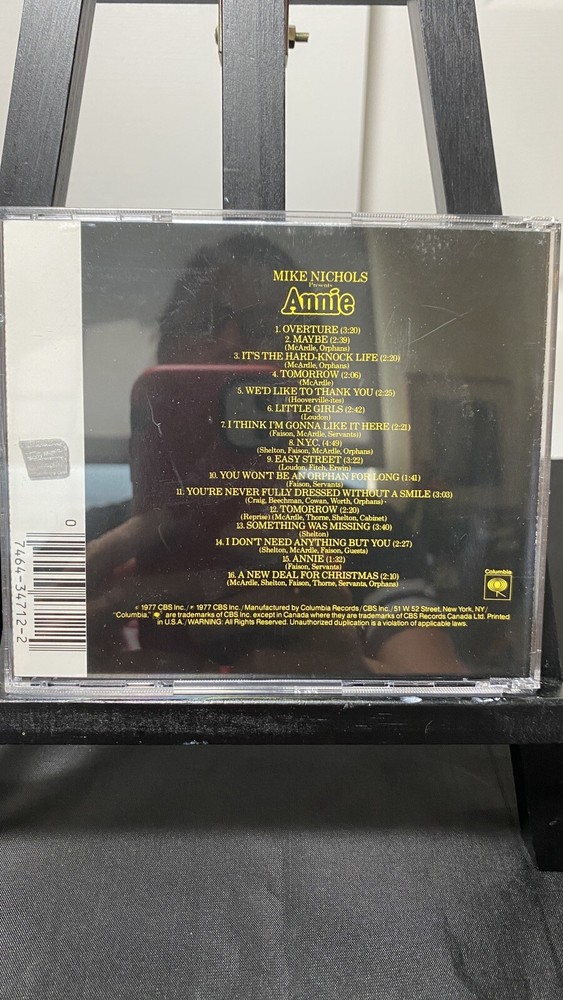 MIKE NICHOLS
Presents
Annie
1. OVERTURE (3:20)
2. MAYBE (2:39)
(McArdle, Orphans)
3. IT'S THE HARD-KNOCK LIFE (2:20)
(McArdle, Orphans)
4. TOMORROW (2:06)
(McArdle)
5. WE'D LIKE TO THANK YOU (2:25)
(Hooverville-ites)
6. LITTLE GIRLS (2:42)
(Loudon)
7. I THINK I'M GONNA LIKE IT HERE (2:21)
(Faison, McArdle, Servants)
8. N.Y.C. (4:49)
(Shelton, Faison, McArdle, Orphans)
9. EASY STREET (3:22)
(Loudon, Fitch, Erwin)
10. YOU WON'T BE AN ORPHAN FOR LONG (1:41)
(Faison, Servants)
11. YOU'RE NEVER FULLY DRESSED WITHOUT A SMILE (3:03)
(Craig, Beechman, Cowan, Worth, Orphans)
12. TOMORROW (2:20)
(Reprise) (McArdle, Thorne, Shelton, Cabinet)
13. SOMETHING WAS MISSING (3:40)
(Shelton)
14. I DON'T NEED ANYTHING BUT YOU (2:27)
(Shelton, McArdle, Faison, Guests)
15. ANNIE (1:32)
(Faison, Servants)
16. A NEW DEAL FOR CHRISTMAS (2:10)
(McArdle, Shelton, Faison, Thorne, Servants, Orphans)
Columbia
© 1977 CBS Inc. / ℗ 1977 CBS Inc. / Manufactured by Columbia Records / CBS Inc. / 51 W. 52 Street, New York, NY /
"Columbia," are trademarks of CBS Inc. except in Canada where they are trademarks of CBS Records Canada Ltd. Printed
in U.S.A. / WARNING: All Rights Reserved. Unauthorized duplication is a violation of applicable laws.
0
7464-34712-2